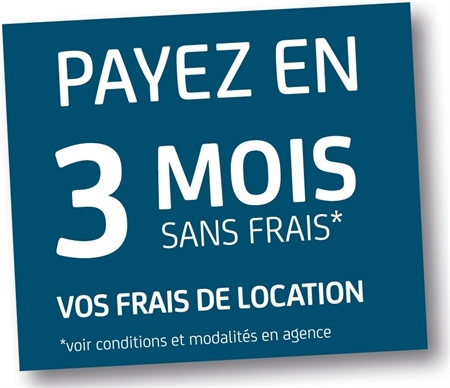 PAYEZ EN
3 MOIS
SANS FRAIS*
VOS FRAIS DE LOCATION
*voir conditions et modalités en agence